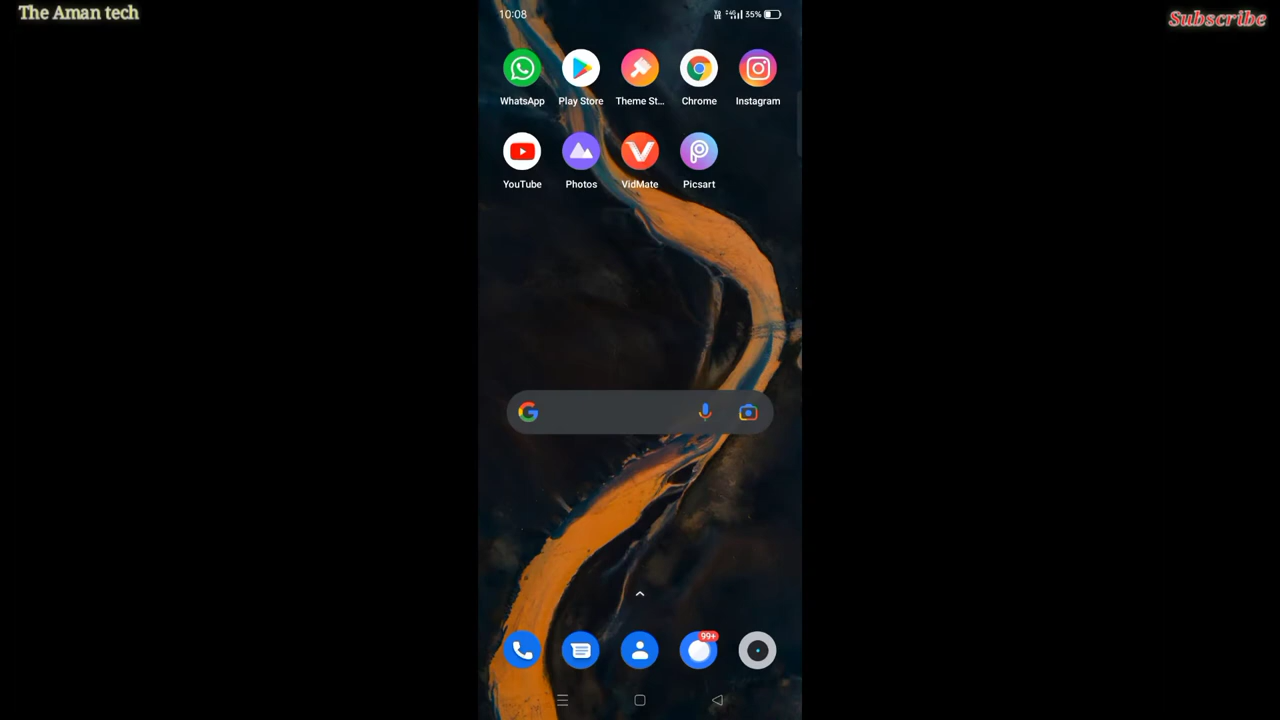 The Aman tech
Subscribe
10:08
4G 35%
WhatsApp
Play Store
Theme St...
Chrome
Instagram
YouTube
Photos
VidMate
Picsart
99+